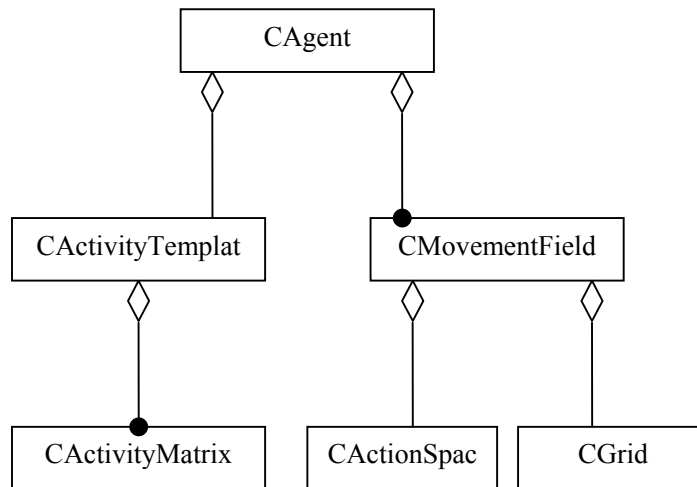 CAgent
CActivityTemplat
CMovementField
CActivityMatrix
CActionSpac
CGrid